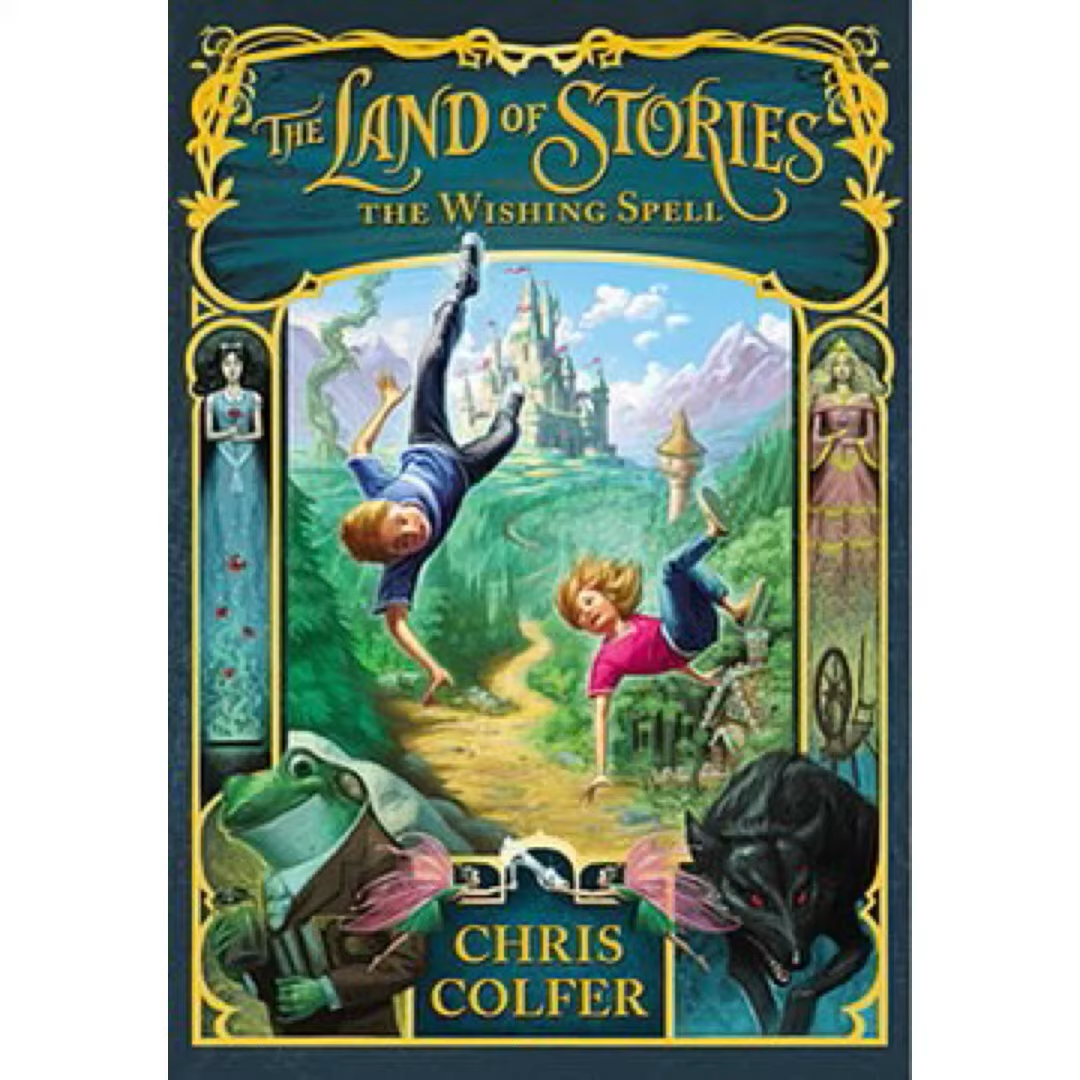 THE LAND OF STORIES
THE WISHING SPELL
CHRIS
COLFER